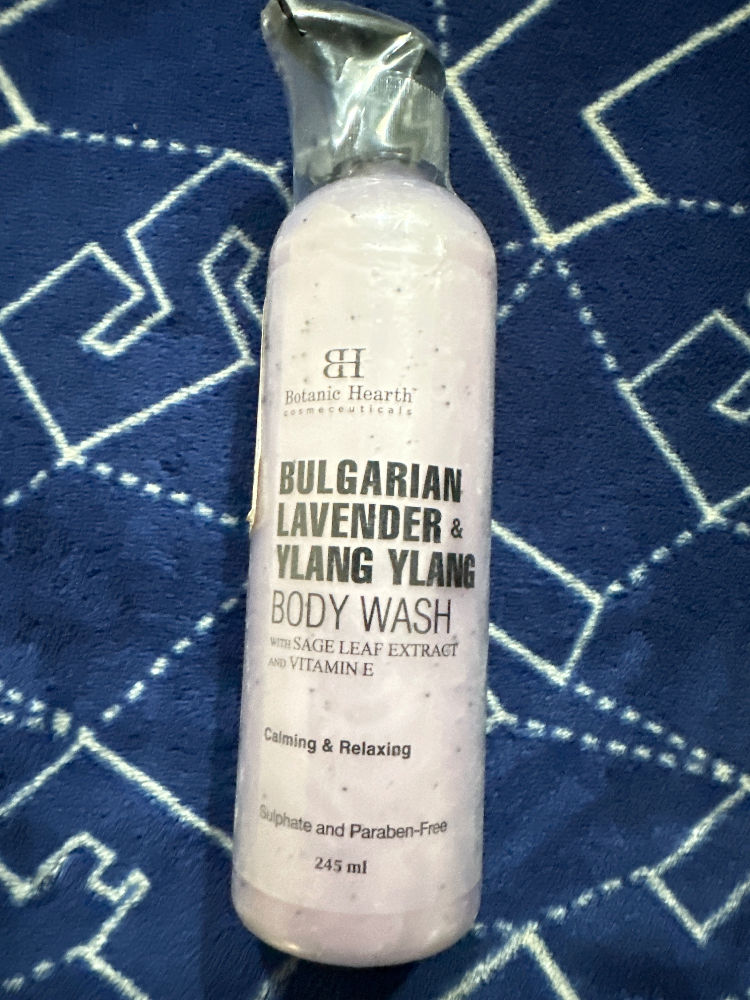 BH
Botanic Hearth™
cosmeceuticals
BULGARIAN
LAVENDER &
YLANG YLANG
BODY WASH
WITH SAGE LEAF EXTRACT
AND VITAMIN E
Calming & Relaxing
Sulphate and Paraben-Free
245 ml